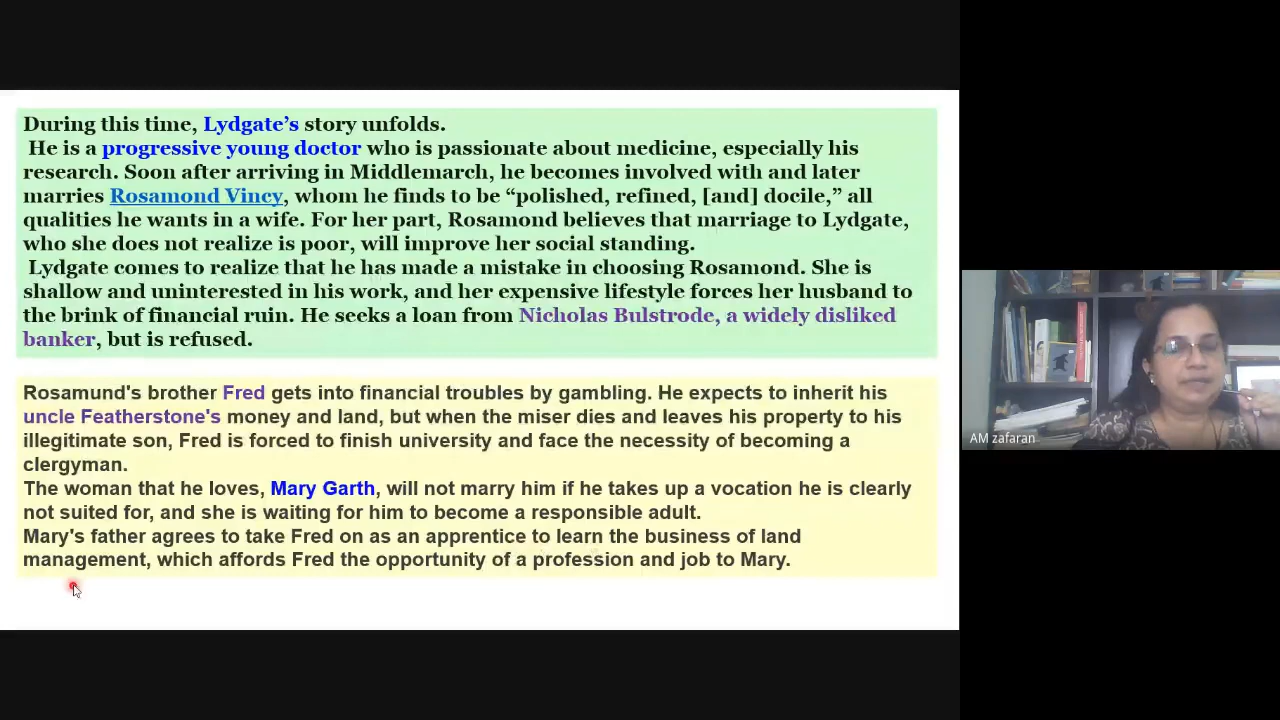 During this time, Lydgate's story unfolds.
He is a progressive young doctor who is passionate about medicine, especially his
research. Soon after arriving in Middlemarch, he becomes involved with and later
marries Rosamond Vincy, whom he finds to be “polished, refined, [and] docile,” all
qualities he wants in a wife. For her part, Rosamond believes that marriage to Lydgate,
who she does not realize is poor, will improve her social standing.
Lydgate comes to realize that he has made a mistake in choosing Rosamond. She is
shallow and uninterested in his work, and her expensive lifestyle forces her husband to
the brink of financial ruin. He seeks a loan from Nicholas Bulstrode, a widely disliked
banker, but is refused.
Rosamund's brother Fred gets into financial troubles by gambling. He expects to inherit his
uncle Featherstone's money and land, but when the miser dies and leaves his property to his
illegitimate son, Fred is forced to finish university and face the necessity of becoming a
clergyman.
The woman that he loves, Mary Garth, will not marry him if he takes up a vocation he is clearly
not suited for, and she is waiting for him to become a responsible adult.
Mary's father agrees to take Fred on as an apprentice to learn the business of land
management, which affords Fred the opportunity of a profession and job to Mary.
AM zafaran